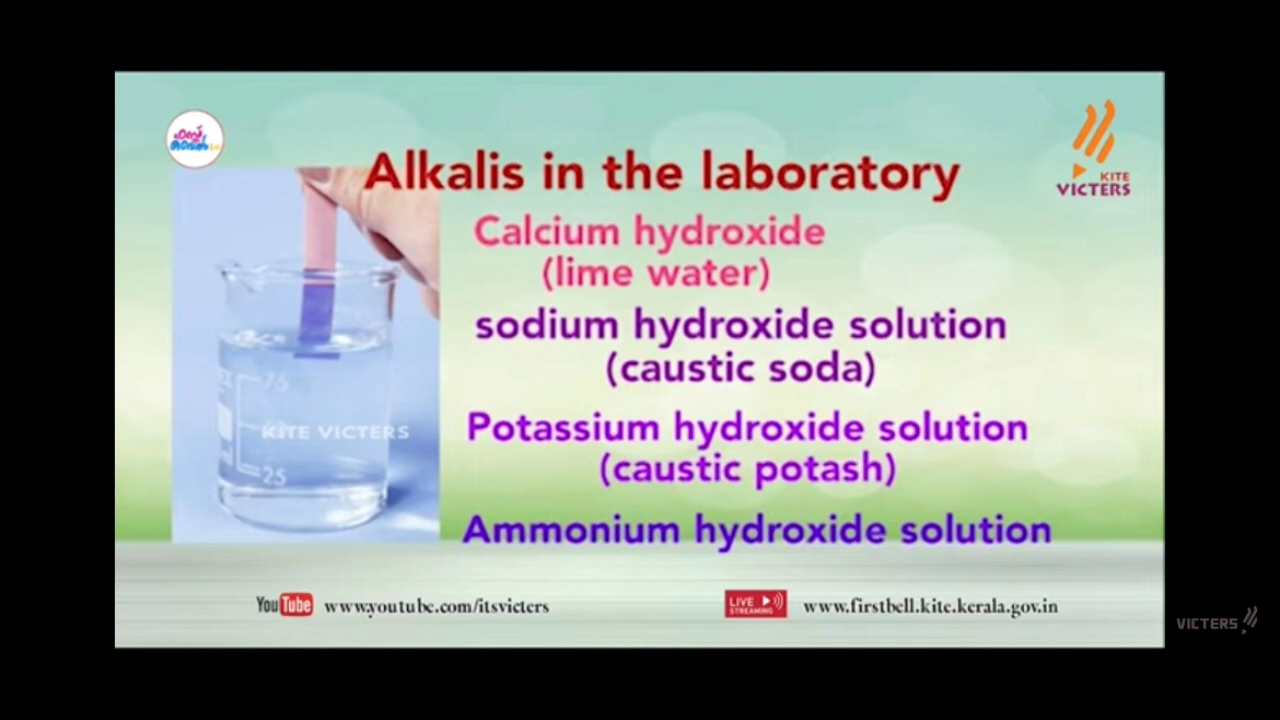 ഫസ്റ്റ്
KITE
VICTERS
Alkalis in the laboratory
Calcium hydroxide
(lime water)
sodium hydroxide solution
(caustic soda)
Potassium hydroxide solution
(caustic potash)
Ammonium hydroxide solution
75
KITE VICTERS
25
YouTube www.youtube.com/itsvicters
LIVE STREAMING www.firstbell.kite.kerala.gov.in
VICTERS